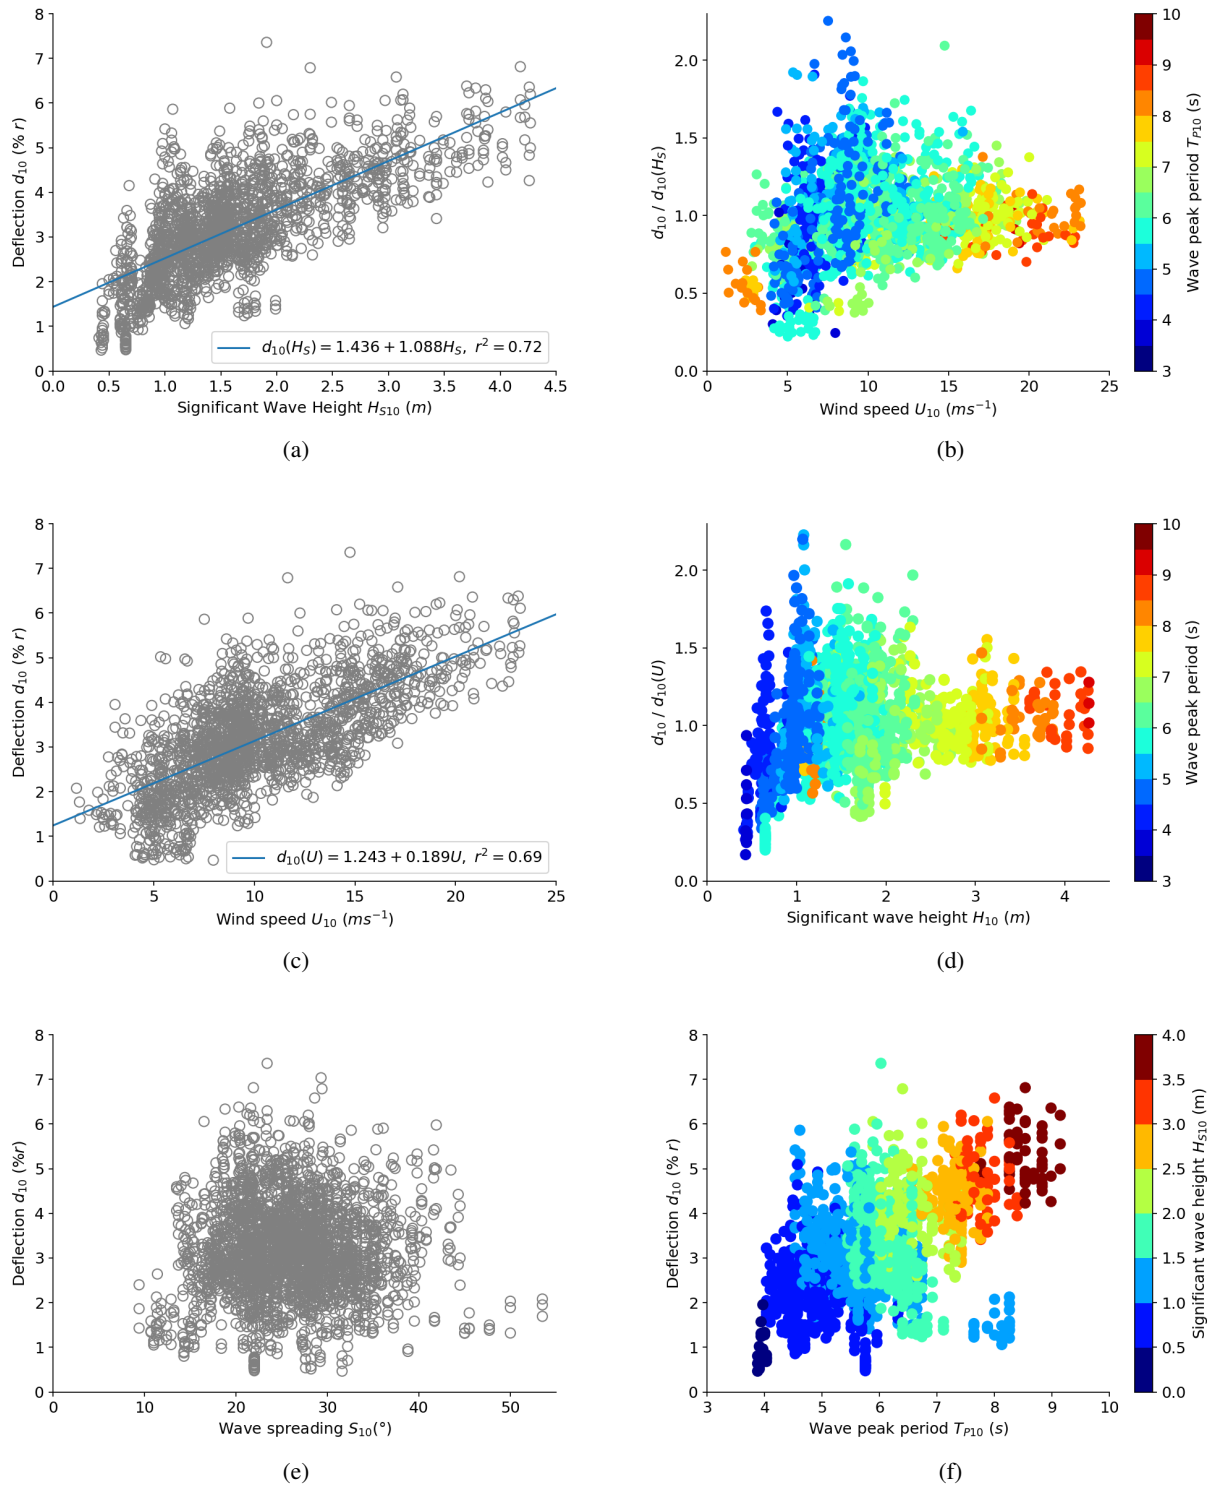 8
7
6
5
4
3
2
1
0
Deflection d₁₀ (% r)
0.0 0.5 1.0 1.5 2.0 2.5 3.0 3.5 4.0 4.5
Significant Wave Height H_S10 (m)
d₁₀(H_S) = 1.436 + 1.088H_S, r² = 0.72
(a)
2.0
1.5
1.0
0.5
0.0
d₁₀ / d₁₀(H_S)
0 5 10 15 20 25
Wind speed U₁₀ (ms⁻¹)
10
9
8
7
6
5
4
3
Wave peak period T_P10 (s)
(b)
8
7
6
5
4
3
2
1
0
Deflection d₁₀ (% r)
0 5 10 15 20 25
Wind speed U₁₀ (ms⁻¹)
d₁₀(U) = 1.243 + 0.189U, r² = 0.69
(c)
2.0
1.5
1.0
0.5
0.0
d₁₀ / d₁₀(U)
0 1 2 3 4
Significant wave height H₁₀ (m)
10
9
8
7
6
5
4
3
Wave peak period (s)
(d)
8
7
6
5
4
3
2
1
0
Deflection d₁₀ (%r)
0 10 20 30 40 50
Wave spreading S₁₀(°)
(e)
8
7
6
5
4
3
2
1
0
Deflection d₁₀ (% r)
3 4 5 6 7 8 9 10
Wave peak period T_P10 (s)
4.0
3.5
3.0
2.5
2.0
1.5
1.0
0.5
0.0
Significant wave height H_S10 (m)
(f)